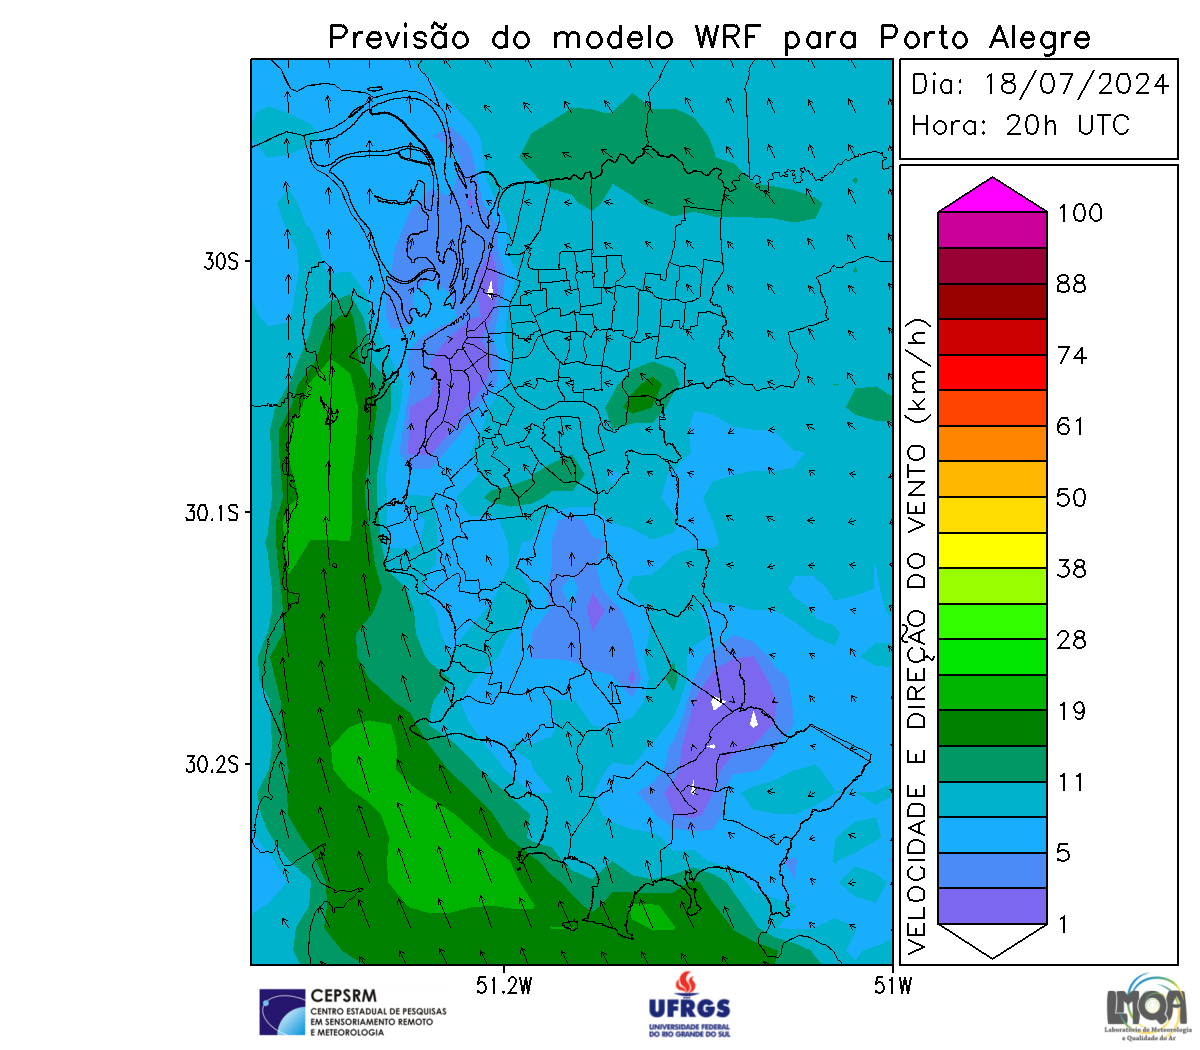 Previsão do modelo WRF para Porto Alegre
Dia: 18/07/2024
Hora: 20h UTC
100
88
74
61
50
38
28
19
11
5
1
VELOCIDADE E DIREÇÃO DO VENTO (km/h)
30S
30.1S
30.2S
51.2W
51W
CEPSRM
CENTRO ESTADUAL DE PESQUISAS
EM SENSORIAMENTO REMOTO
E METEOROLOGIA
UFRGS
UNIVERSIDADE FEDERAL
DO RIO GRANDE DO SUL
LMQA
Laboratório de Meteorologia
e Qualidade do Ar